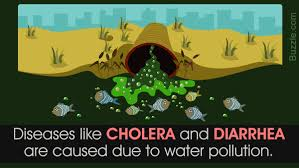 Buzzle.com
Diseases like CHOLERA and DIARRHEA
are caused due to water pollution.